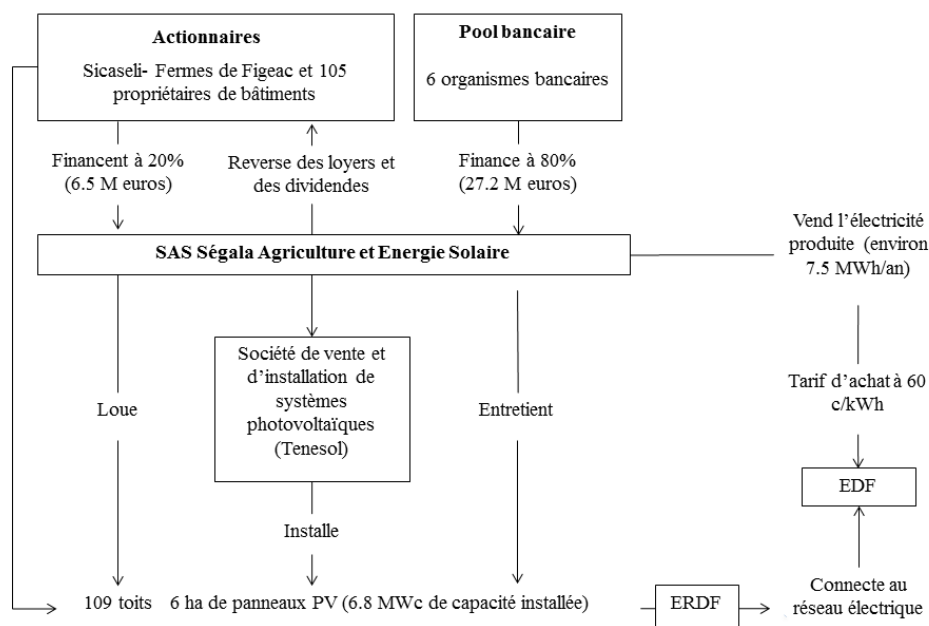 Actionnaires
Sicaseli- Fermes de Figeac et 105
propriétaires de bâtiments
Pool bancaire
6 organismes bancaires
Financent à 20%
(6.5 M euros)
Reverse des loyers et
des dividendes
Finance à 80%
(27.2 M euros)
SAS Ségala Agriculture et Energie Solaire
Vend l’électricité
produite (environ
7.5 MWh/an)
Société de vente et
d’installation de
systèmes
photovoltaïques
(Tenesol)
Loue
Entretient
Tarif d’achat à 60
c/kWh
EDF
Installe
109 toits
6 ha de panneaux PV (6.8 MWc de capacité installée)
ERDF
Connecte au
réseau électrique